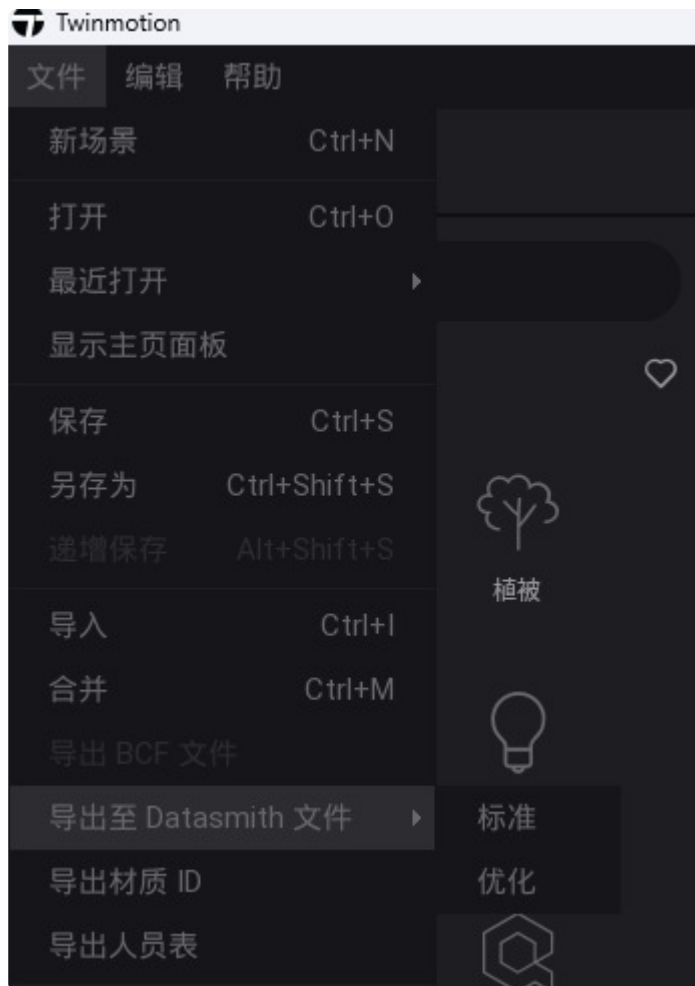 Twinmotion
文件 编辑 帮助
新场景 Ctrl+N
打开 Ctrl+O
最近打开
显示主页面板
保存 Ctrl+S
另存为 Ctrl+Shift+S
递增保存 Alt+Shift+S
植被
导入 Ctrl+I
合并 Ctrl+M
导出 BCF 文件
导出至 Datasmith 文件 标准
导出材质 ID 优化
导出人员表